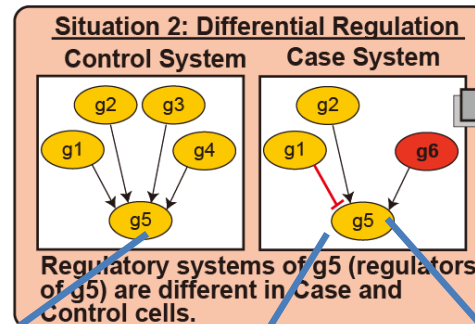 Situation 2: Differential Regulation
Control System Case System
g2 g3 g2
g1 g4 g1 g6
g5 g5
Regulatory systems of g5 (regulators
of g5) are different in Case and
Control cells.